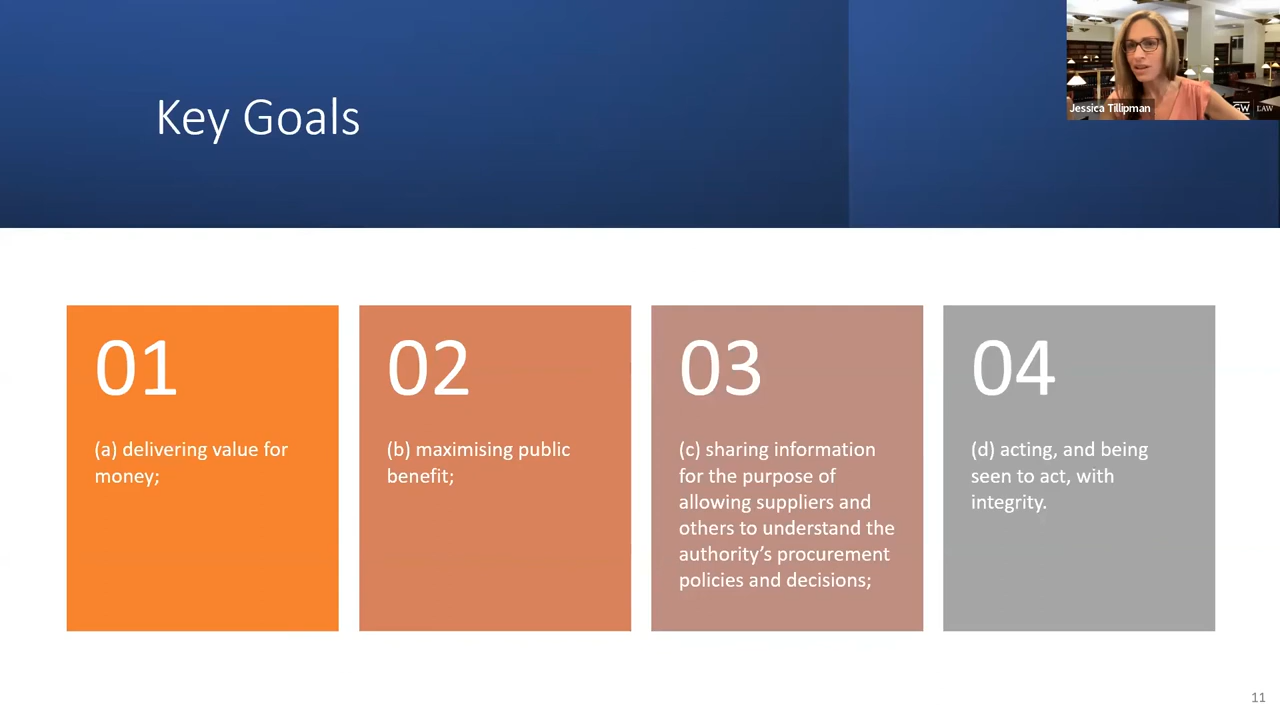 Key Goals
Jessica Tillipman
GW LAW
01
(a) delivering value for
money;
02
(b) maximising public
benefit;
03
(c) sharing information
for the purpose of
allowing suppliers and
others to understand the
authority’s procurement
policies and decisions;
04
(d) acting, and being
seen to act, with
integrity.
11